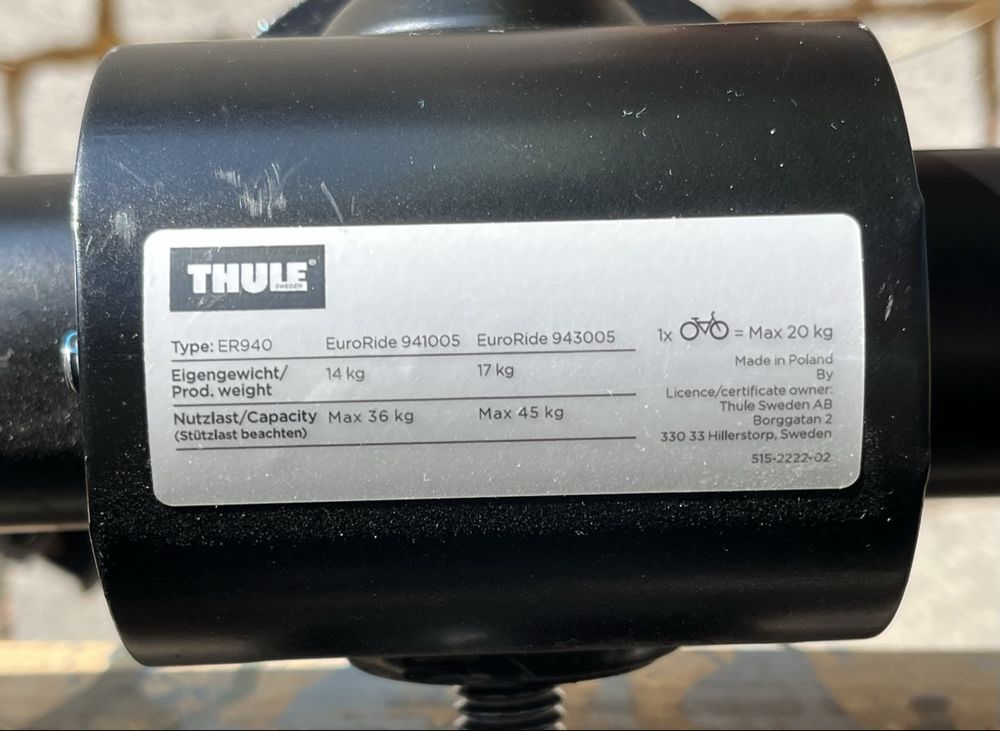 THULE®
SWEDEN
Type: ER940 EuroRide 941005 EuroRide 943005
Eigengewicht/ 14 kg 17 kg
Prod. weight
Nutzlast/Capacity Max 36 kg Max 45 kg
(Stützlast beachten)
1x = Max 20 kg
Made in Poland
By
Licence/certificate owner:
Thule Sweden AB
Borggatan 2
330 33 Hillerstorp, Sweden
515-2222-02